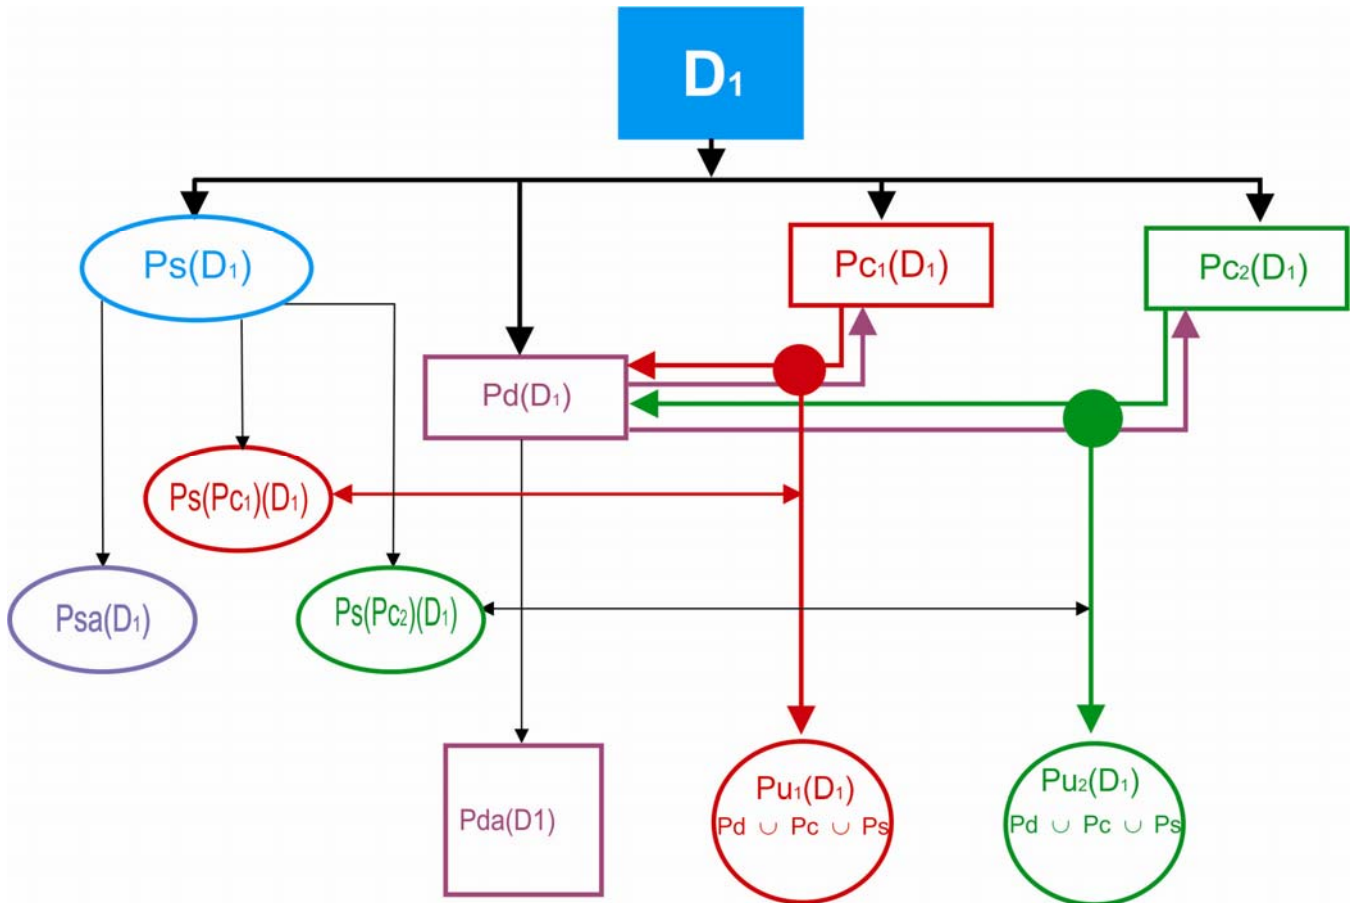 D₁
Ps(D₁)
Pc₁(D₁)
Pc₂(D₁)
Pd(D₁)
Ps(Pc₁)(D₁)
Psa(D₁)
Ps(Pc₂)(D₁)
Pda(D1)
Pu₁(D₁)
Pd ∪ Pc ∪ Ps
Pu₂(D₁)
Pd ∪ Pc ∪ Ps